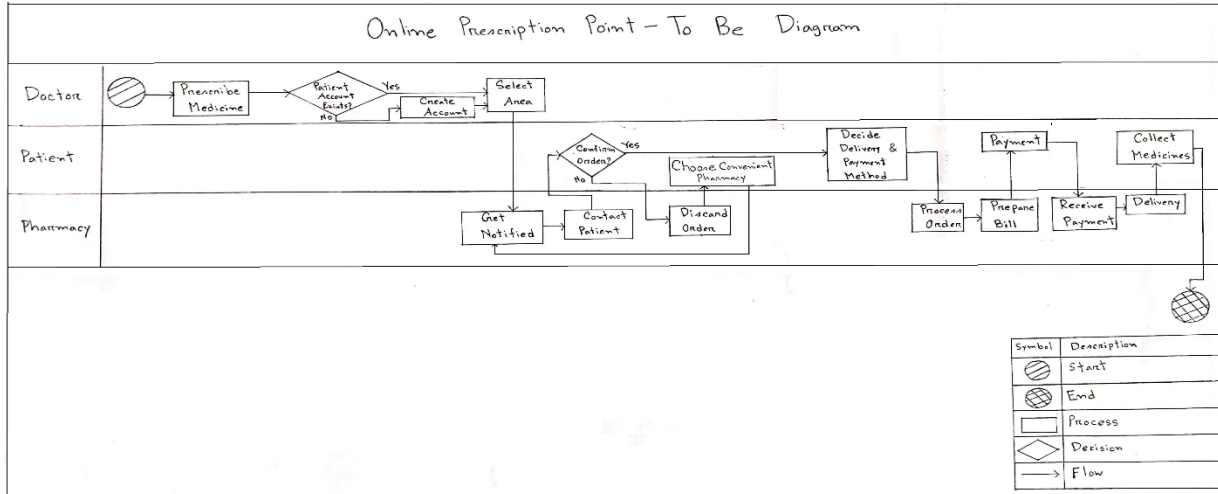 Online Prescription Point - To Be Diagram
Doctor
Prescribe
Medicine
Patient
Account
Exists?
Yes
No
Create
Account
Select
Area
Patient
Confirm
Order?
Yes
No
Choose Convenient
Pharmacy
Decide
Delivery &
Payment
Method
Payment
Collect
Medicines
Pharmacy
Get
Notified
Contact
Patient
Discard
Order
Process
Order
Prepare
Bill
Receive
Payment
Delivery
Symbol Description
Start
End
Process
Decision
Flow